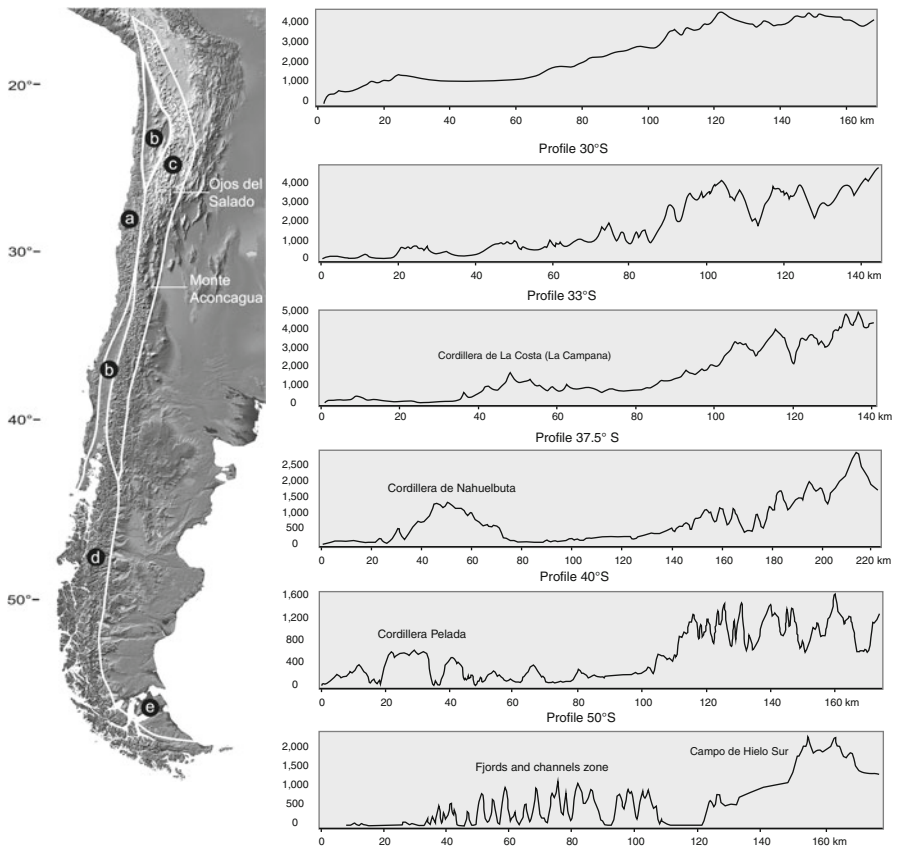 20°
30°
40°
50°
b
c
a
b
d
e
Ojos del
Salado
Monte
Aconcagua
4,000
3,000
2,000
1,000
0
0 20 40 60 80 100 120 140 160 km
Profile 30°S
4,000
3,000
2,000
1,000
0
0 20 40 60 80 100 120 140 km
Profile 33°S
5,000
4,000
3,000
2,000
1,000
0
Cordillera de La Costa (La Campana)
0 20 40 60 80 100 120 140 km
Profile 37.5° S
2,500
2,000
1,500
1,000
500
0
Cordillera de Nahuelbuta
0 20 40 60 80 100 120 140 160 180 200 220 km
Profile 40°S
1,600
1,200
800
400
0
Cordillera Pelada
0 20 40 60 80 100 120 140 160 km
Profile 50°S
2,000
1,500
1,000
500
0
Fjords and channels zone
Campo de Hielo Sur
0 20 40 60 80 100 120 140 160 km